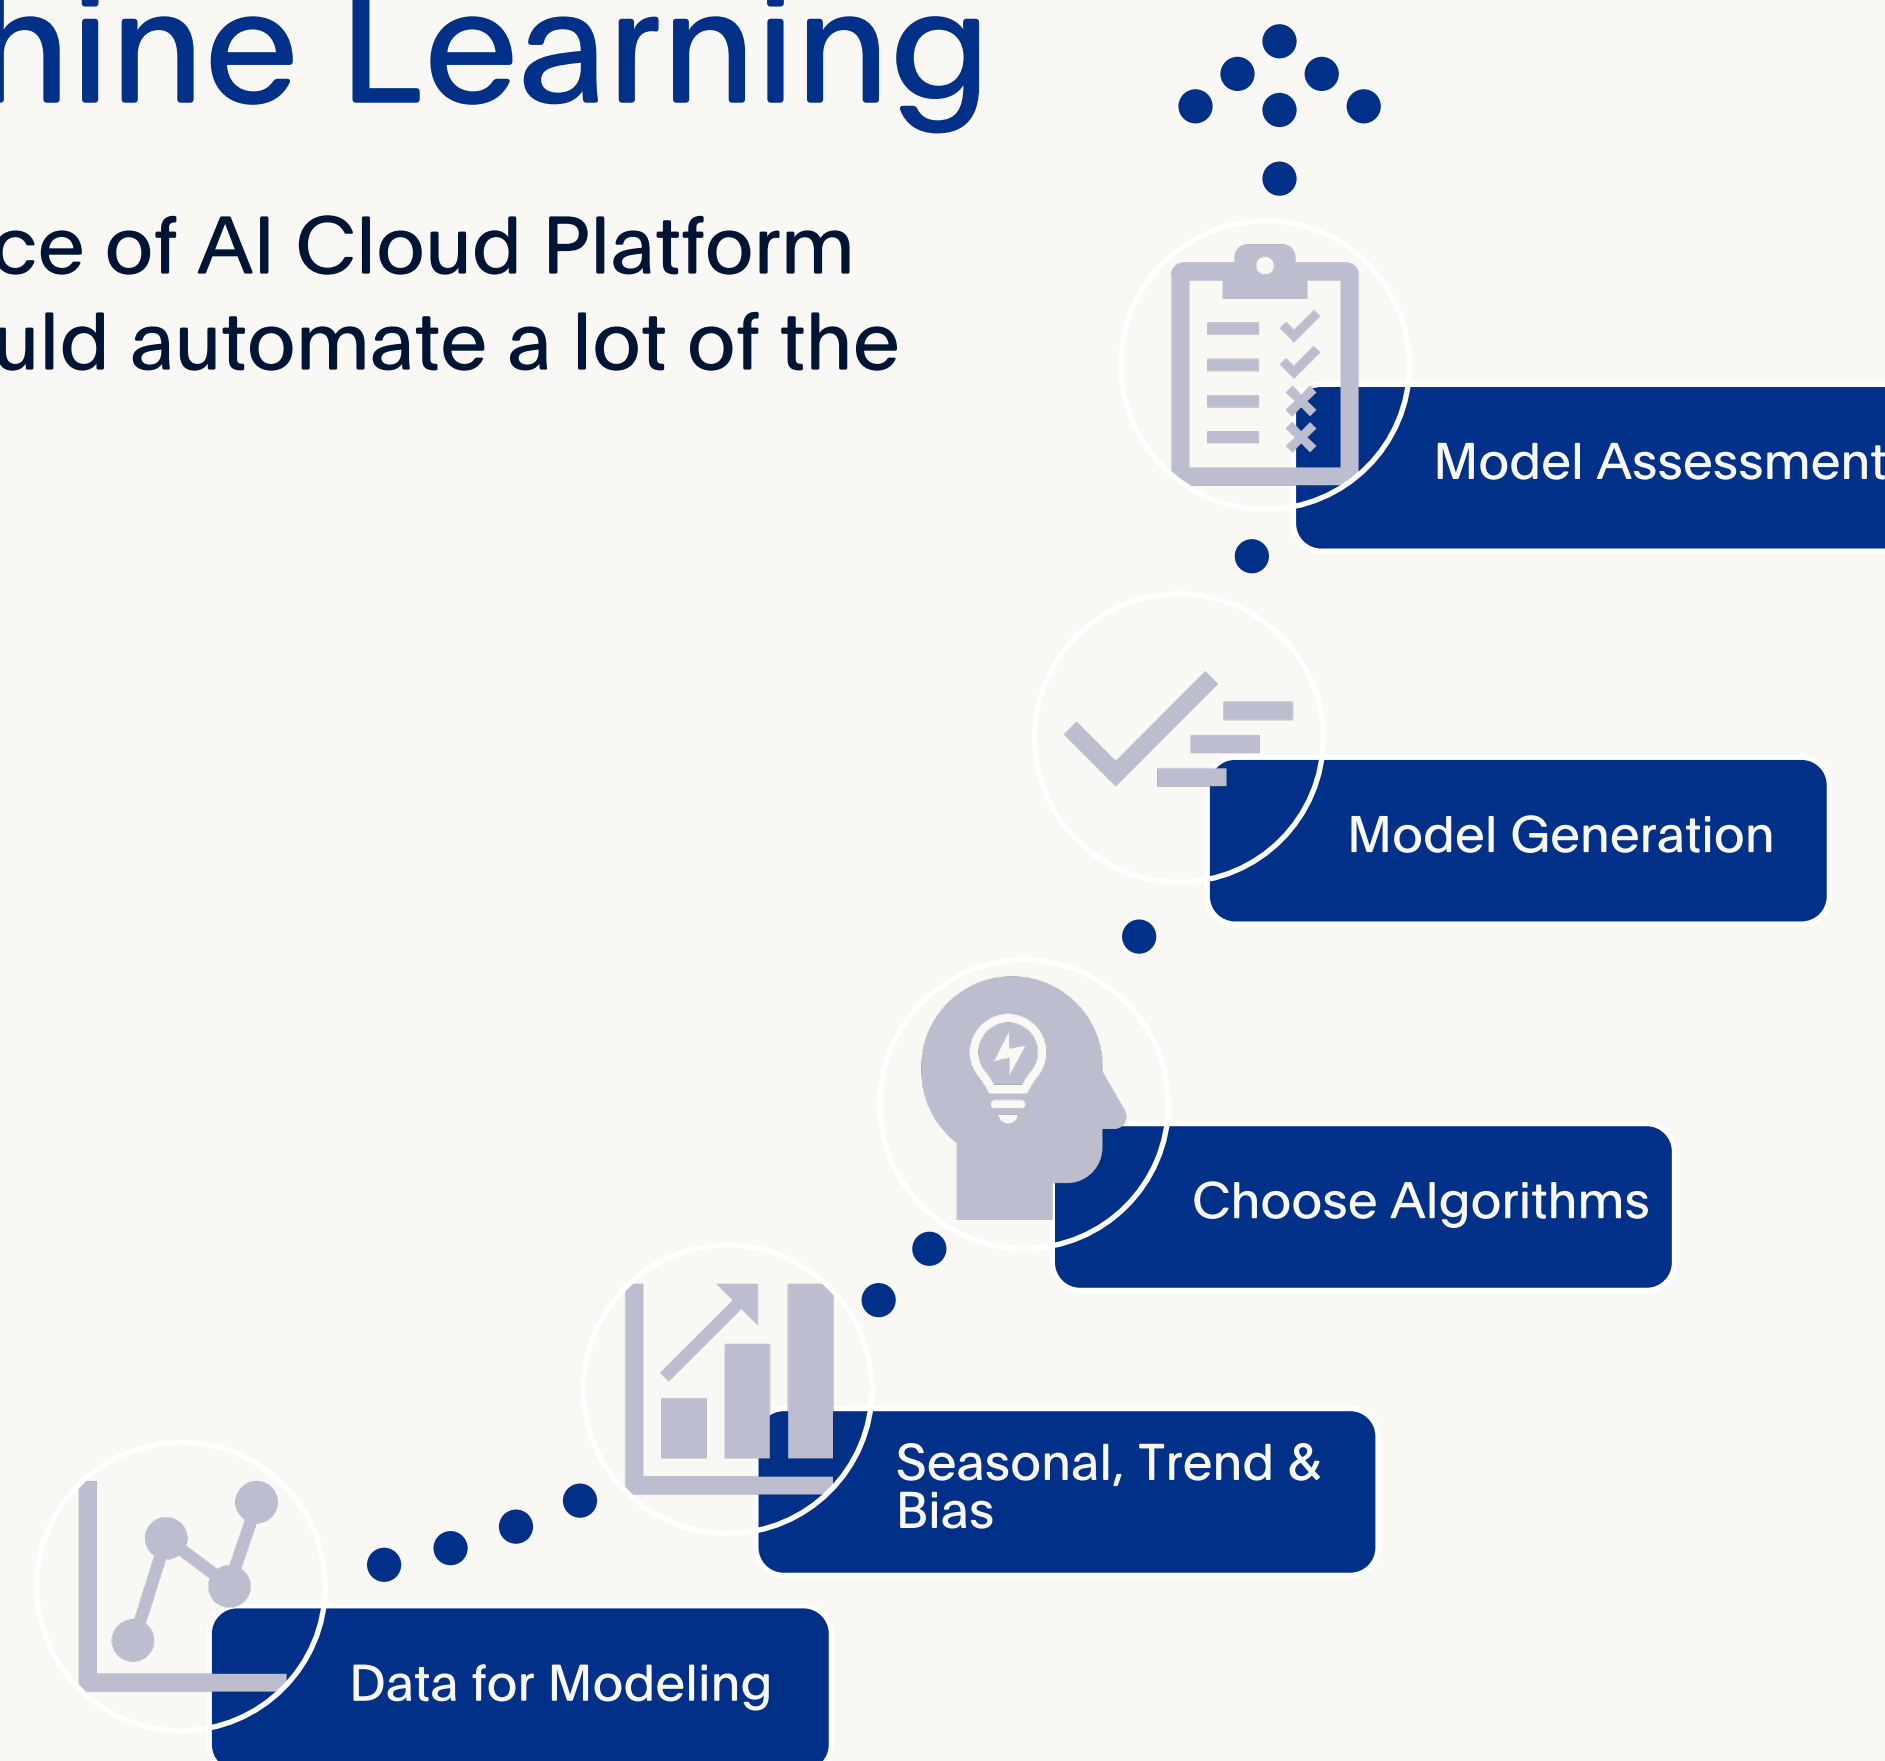 hine Learning
ce of AI Cloud Platform
uld automate a lot of the
Model Assessment
Model Generation
Choose Algorithms
Seasonal, Trend &
Bias
Data for Modeling